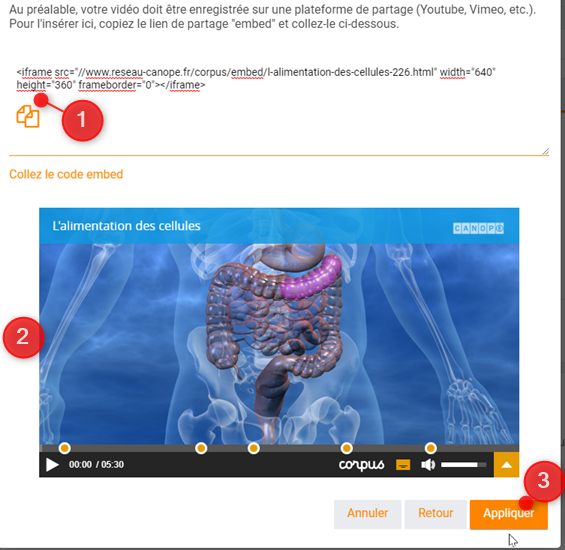 Au préalable, votre vidéo doit être enregistrée sur une plateforme de partage (Youtube, Vimeo, etc.).
Pour l'insérer ici, copiez le lien de partage "embed" et collez-le ci-dessous.
<iframe src="//www.reseau-canope.fr/corpus/embed/l-alimentation-des-cellules-226.html" width="640"
height="360" frameborder="0"></iframe>
1
Collez le code embed
L'alimentation des cellules
CANOPÉ
2
00:00 / 05:30
corpus
3
Annuler
Retour
Appliquer